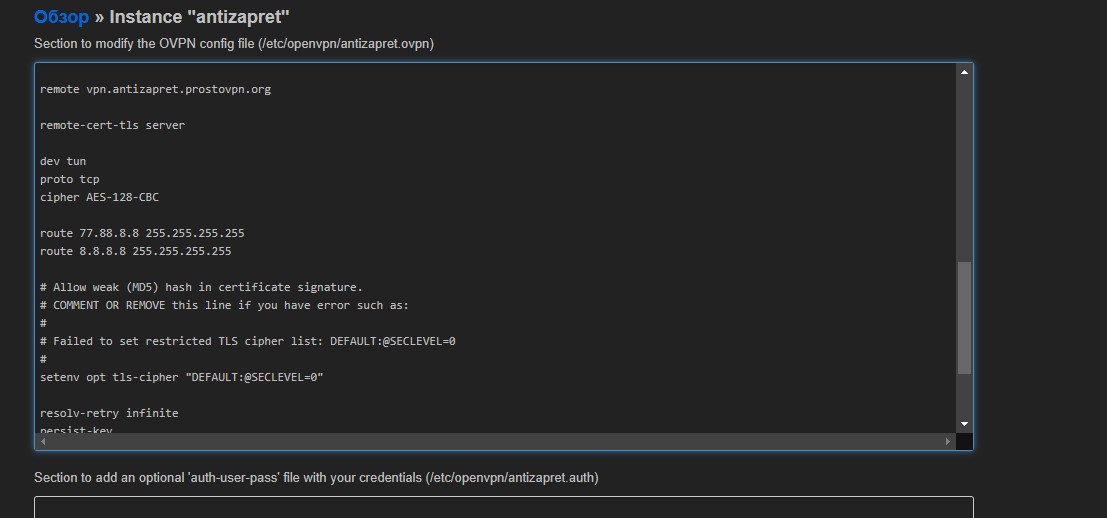 Обзор » Instance "antizapret"
Section to modify the OVPN config file (/etc/openvpn/antizapret.ovpn)
remote vpn.antizapret.prostovpn.org
remote-cert-tls server
dev tun
proto tcp
cipher AES-128-CBC
route 77.88.8.8 255.255.255.255
route 8.8.8.8 255.255.255.255
# Allow weak (MD5) hash in certificate signature.
# COMMENT OR REMOVE this line if you have error such as:
#
# Failed to set restricted TLS cipher list: DEFAULT:@SECLEVEL=0
#
setenv opt tls-cipher "DEFAULT:@SECLEVEL=0"
resolv-retry infinite
persist-key
Section to add an optional 'auth-user-pass' file with your credentials (/etc/openvpn/antizapret.auth)